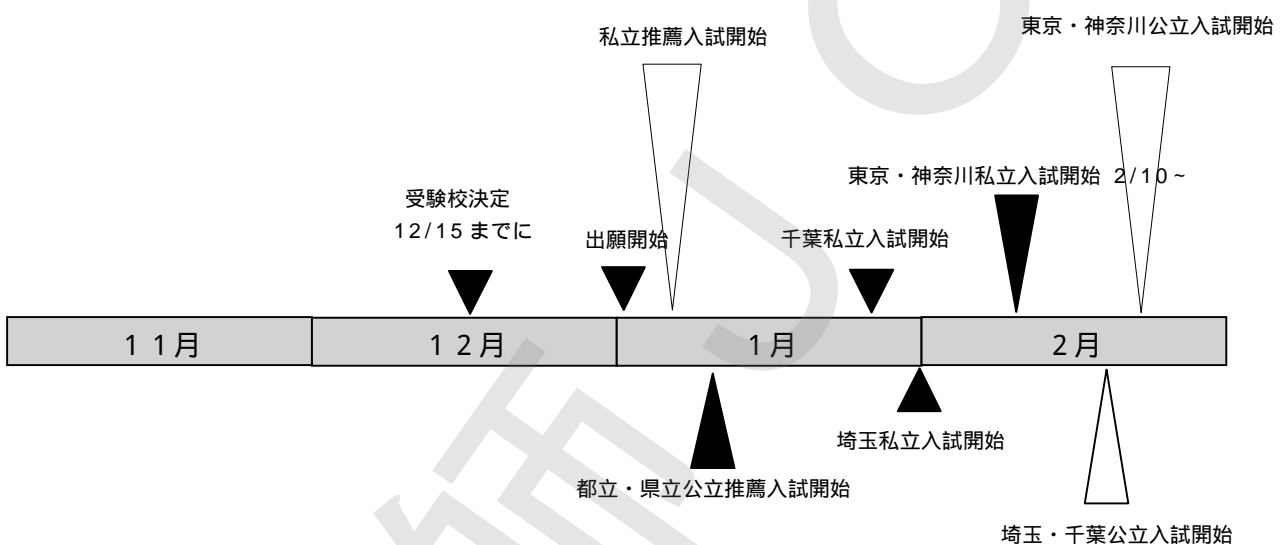 私立推薦入試開始
東京・神奈川公立入試開始
東京・神奈川私立入試開始 2/10~
受験校決定
12/15までに
出願開始
千葉私立入試開始
11月
12月
1月
2月
埼玉私立入試開始
都立・県立公立推薦入試開始
埼玉・千葉公立入試開始